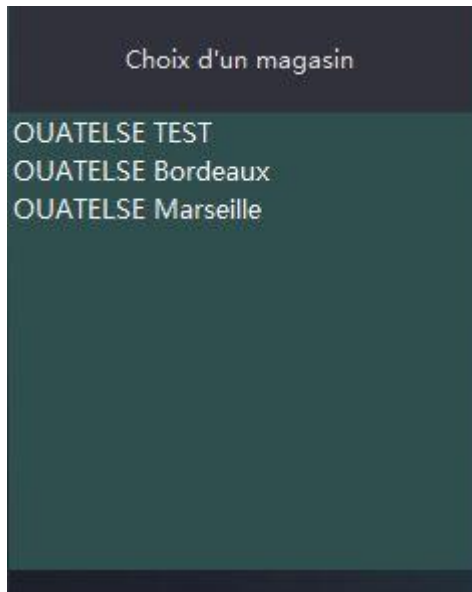 Choix d'un magasin
OUATELSE TEST
OUATELSE Bordeaux
OUATELSE Marseille